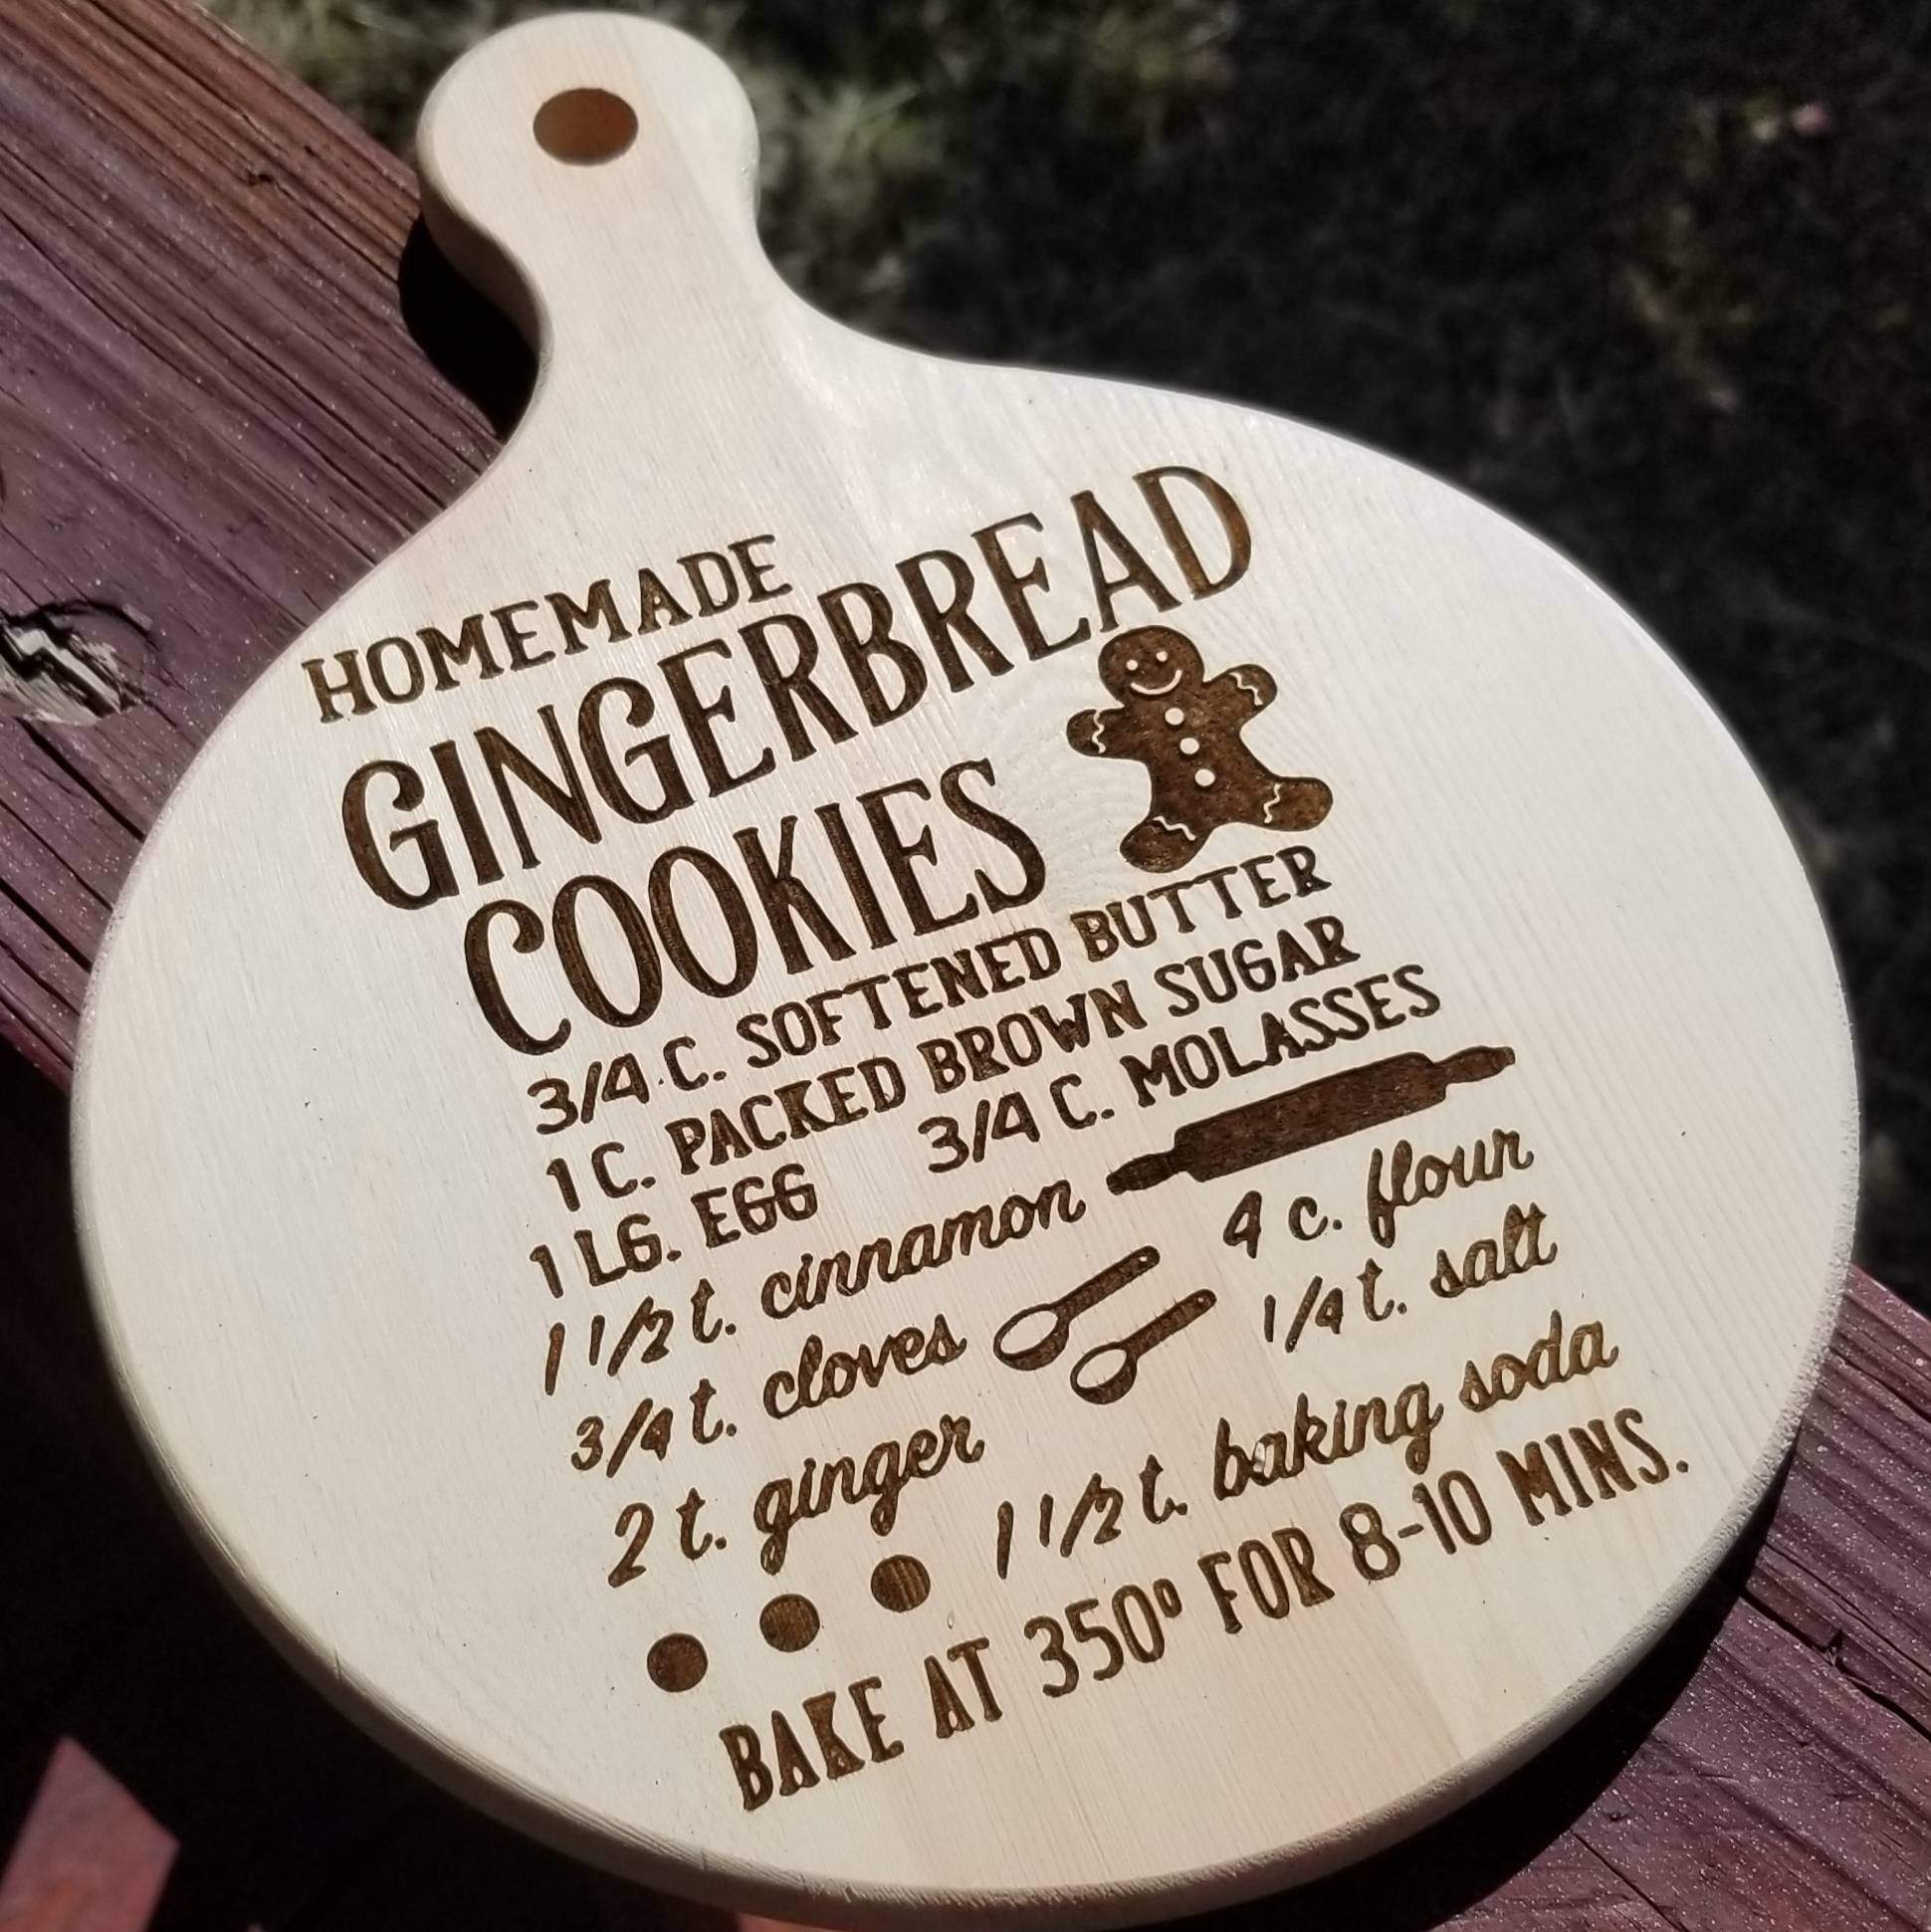 HOMEMADE
GINGERBREAD
COOKIES
3/4 C. SOFTENED BUTTER
1 C. PACKED BROWN SUGAR
1 LG. EGG 3/4 C. MOLASSES
1 1/2 t. cinnamon 4 c. flour
3/4 t. cloves 1/4 t. salt
2 t. ginger 1 1/2 t. baking soda
BAKE AT 350° FOR 8-10 MINS.